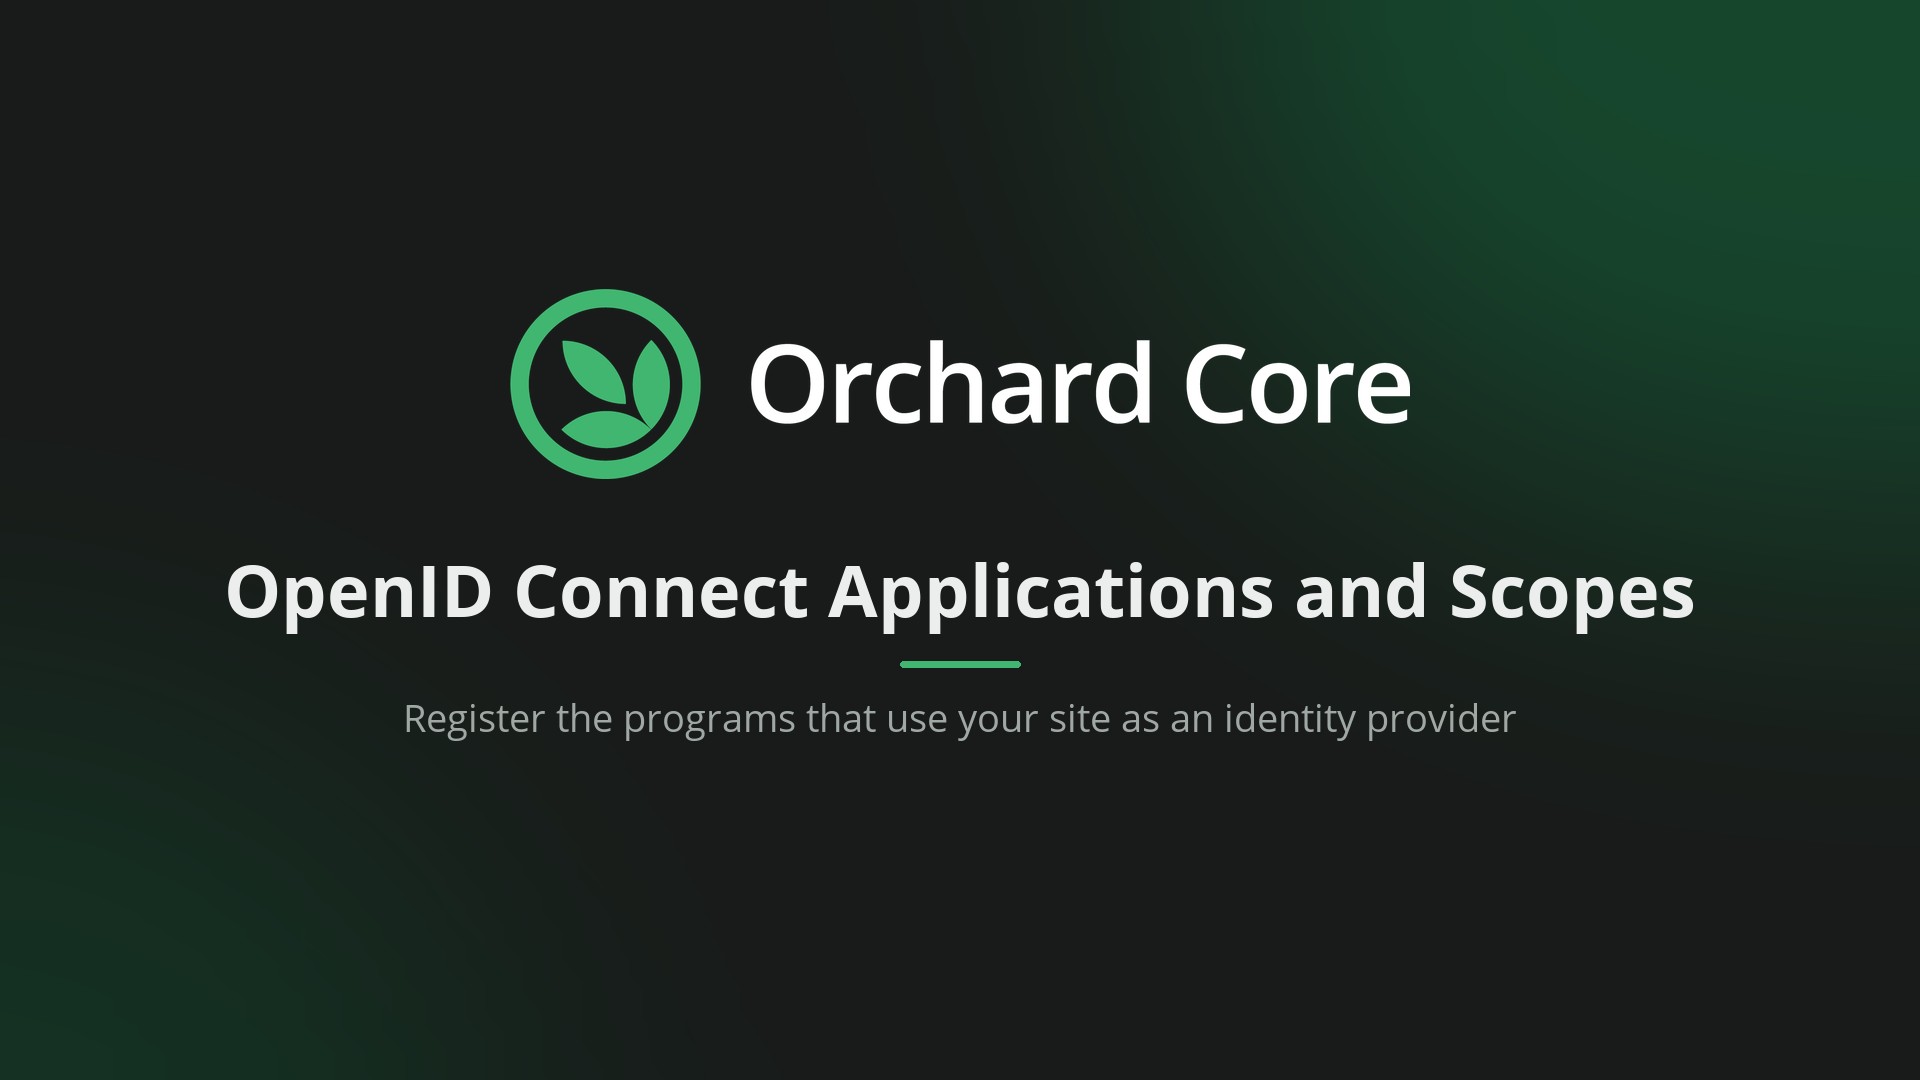 Orchard Core
OpenID Connect Applications and Scopes
Register the programs that use your site as an identity provider